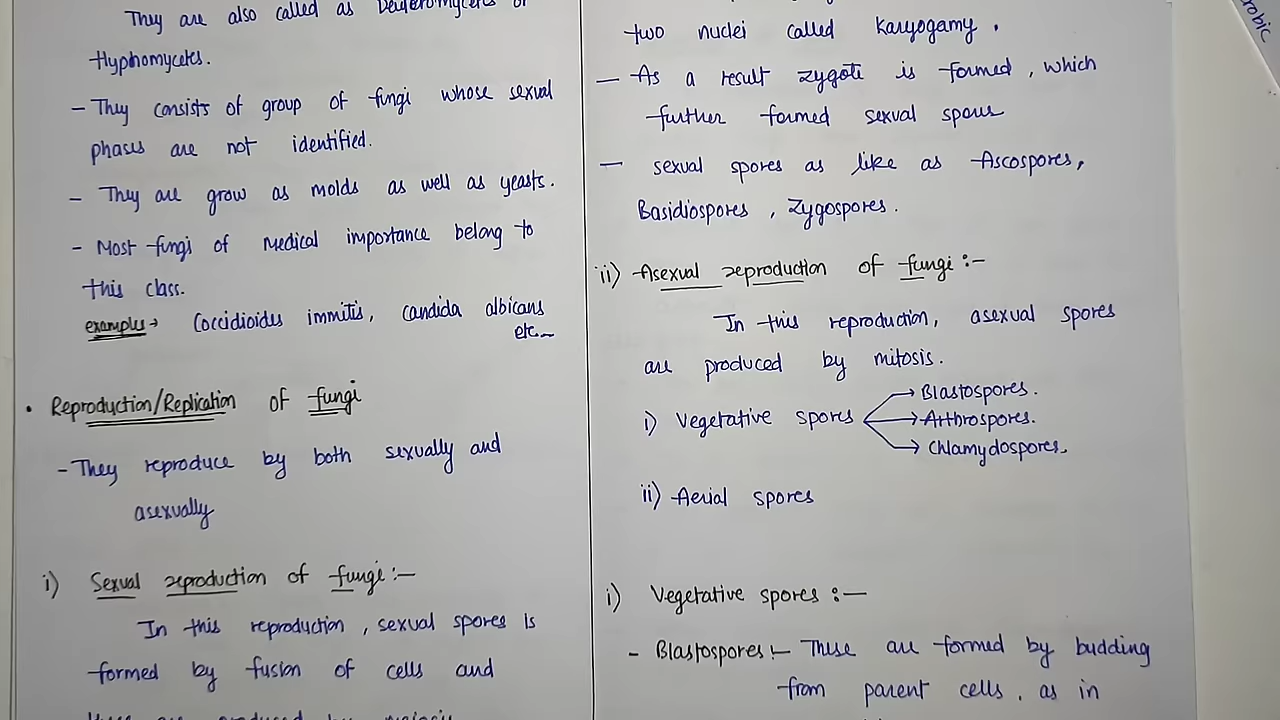 They are also called as Deuteromycetes or
Hyphomycetes.
- They consists of group of fungi whose sexual
phases are not identified.
- They are grow as molds as well as yeasts.
- Most fungi of Medical importance belong to
this class.
examples → Coccidioides immitis, candida albicans
etc
• Reproduction/Replication of fungi
- They reproduce by both sexually and
asexually
i) Sexual reproduction of fungi :-
In this reproduction, sexual spores is
formed by fusion of cells and
two nuclei called Karyogamy.
- As a result zygote is formed, which
further formed sexual spores
- sexual spores as like as Ascospores,
Basidiospores, Zygospores.
ii) Asexual reproduction of fungi :-
In this reproduction, asexual spores
are produced by mitosis.
→ Blastospores.
i) Vegetative spores → Arthrospores.
→ Chlamydospores.
ii) Aerial spores
i) Vegetative spores :-
- Blastospores :- These are formed by budding
from parent cells, as in
robic